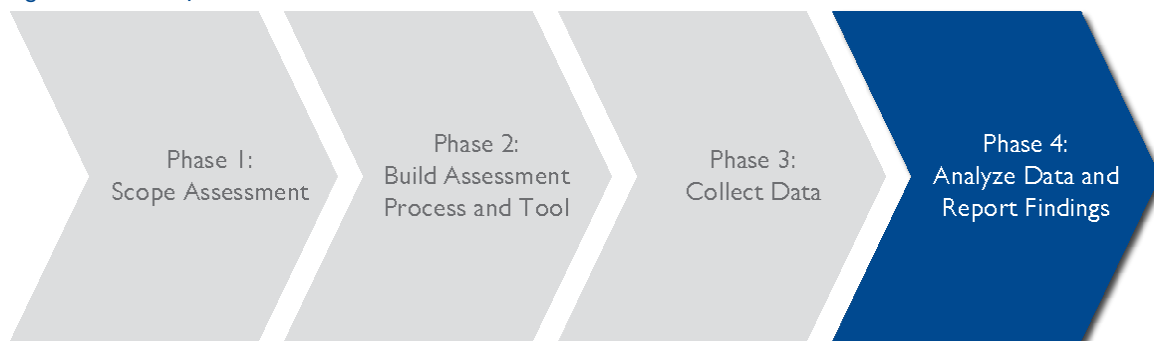 Phase 1:
Scope Assessment
Phase 2:
Build Assessment
Process and Tool
Phase 3:
Collect Data
Phase 4:
Analyze Data and
Report Findings